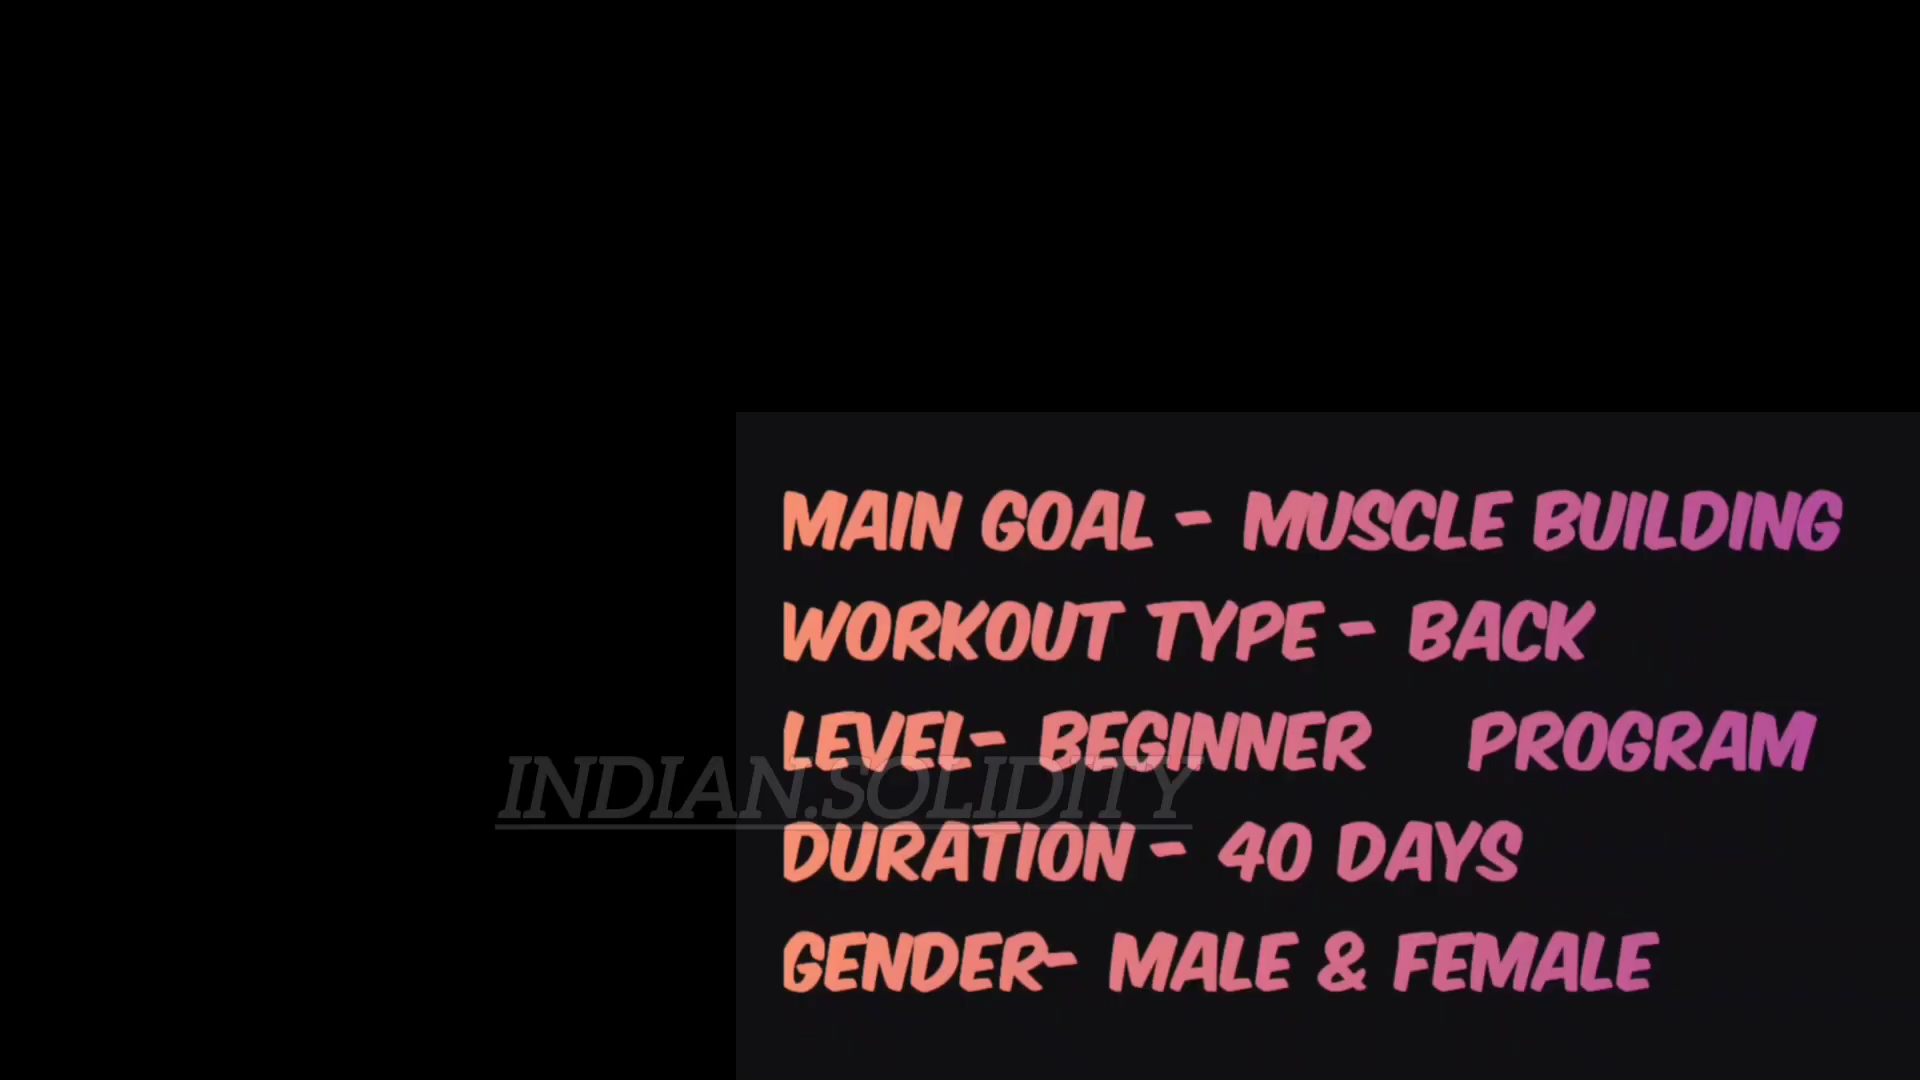 MAIN GOAL - MUSCLE BUILDING
WORKOUT TYPE - BACK
LEVEL- BEGINNER PROGRAM
INDIAN.SOLIDITY
DURATION - 40 DAYS
GENDER- MALE & FEMALE